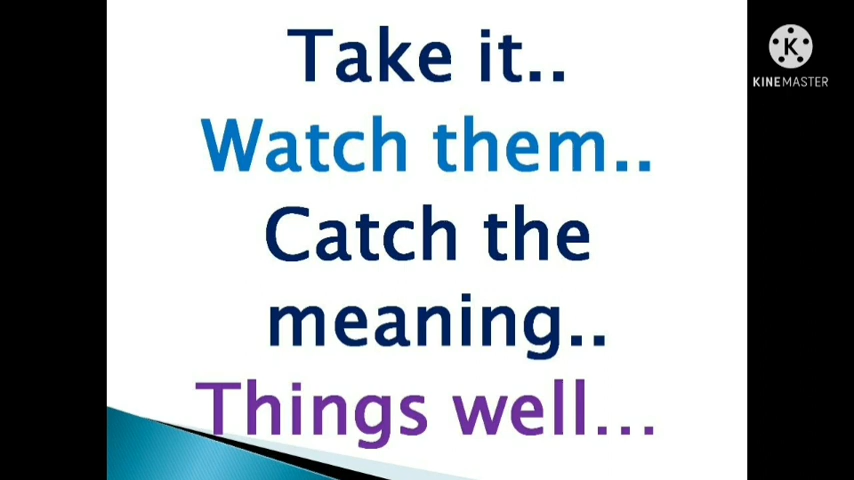 Take it..
Watch them..
Catch the
meaning..
Things well...
K
KINEMASTER